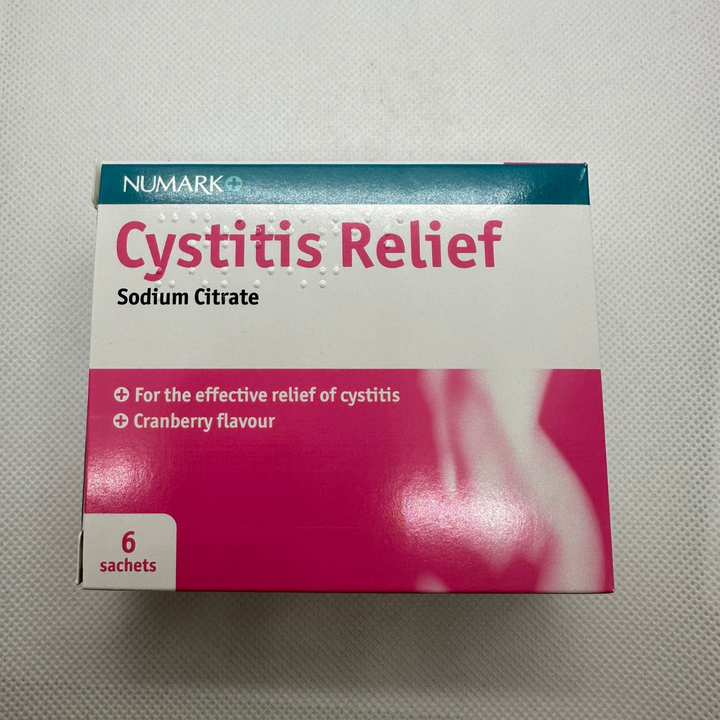 NUMARK
Cystitis Relief
Sodium Citrate
For the effective relief of cystitis
Cranberry flavour
6
sachets